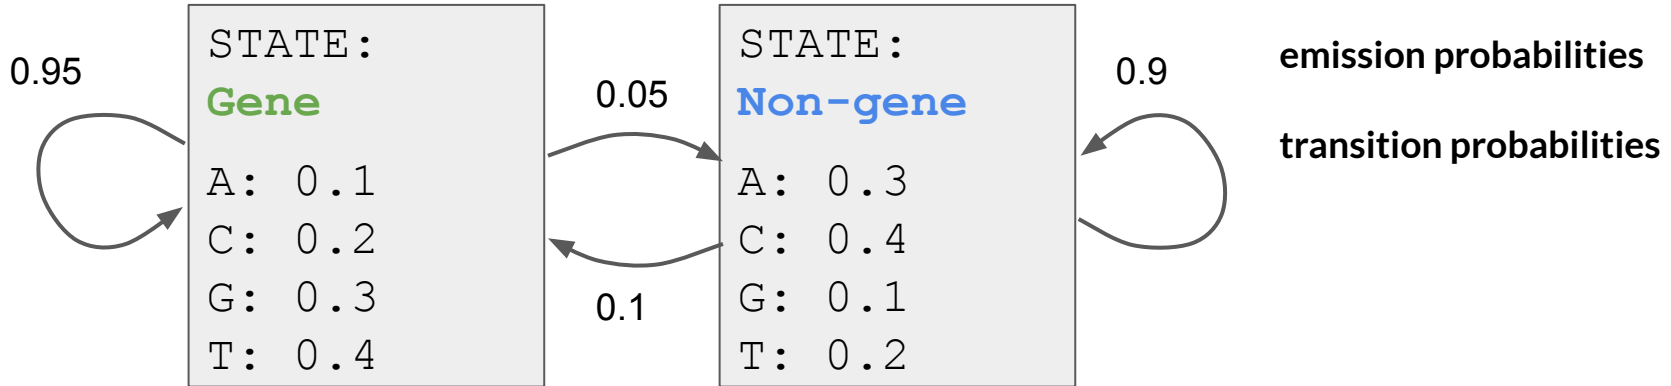 0.95
STATE:
Gene
A: 0.1
C: 0.2
G: 0.3
T: 0.4
0.05
0.1
STATE:
Non-gene
A: 0.3
C: 0.4
G: 0.1
T: 0.2
0.9
emission probabilities
transition probabilities